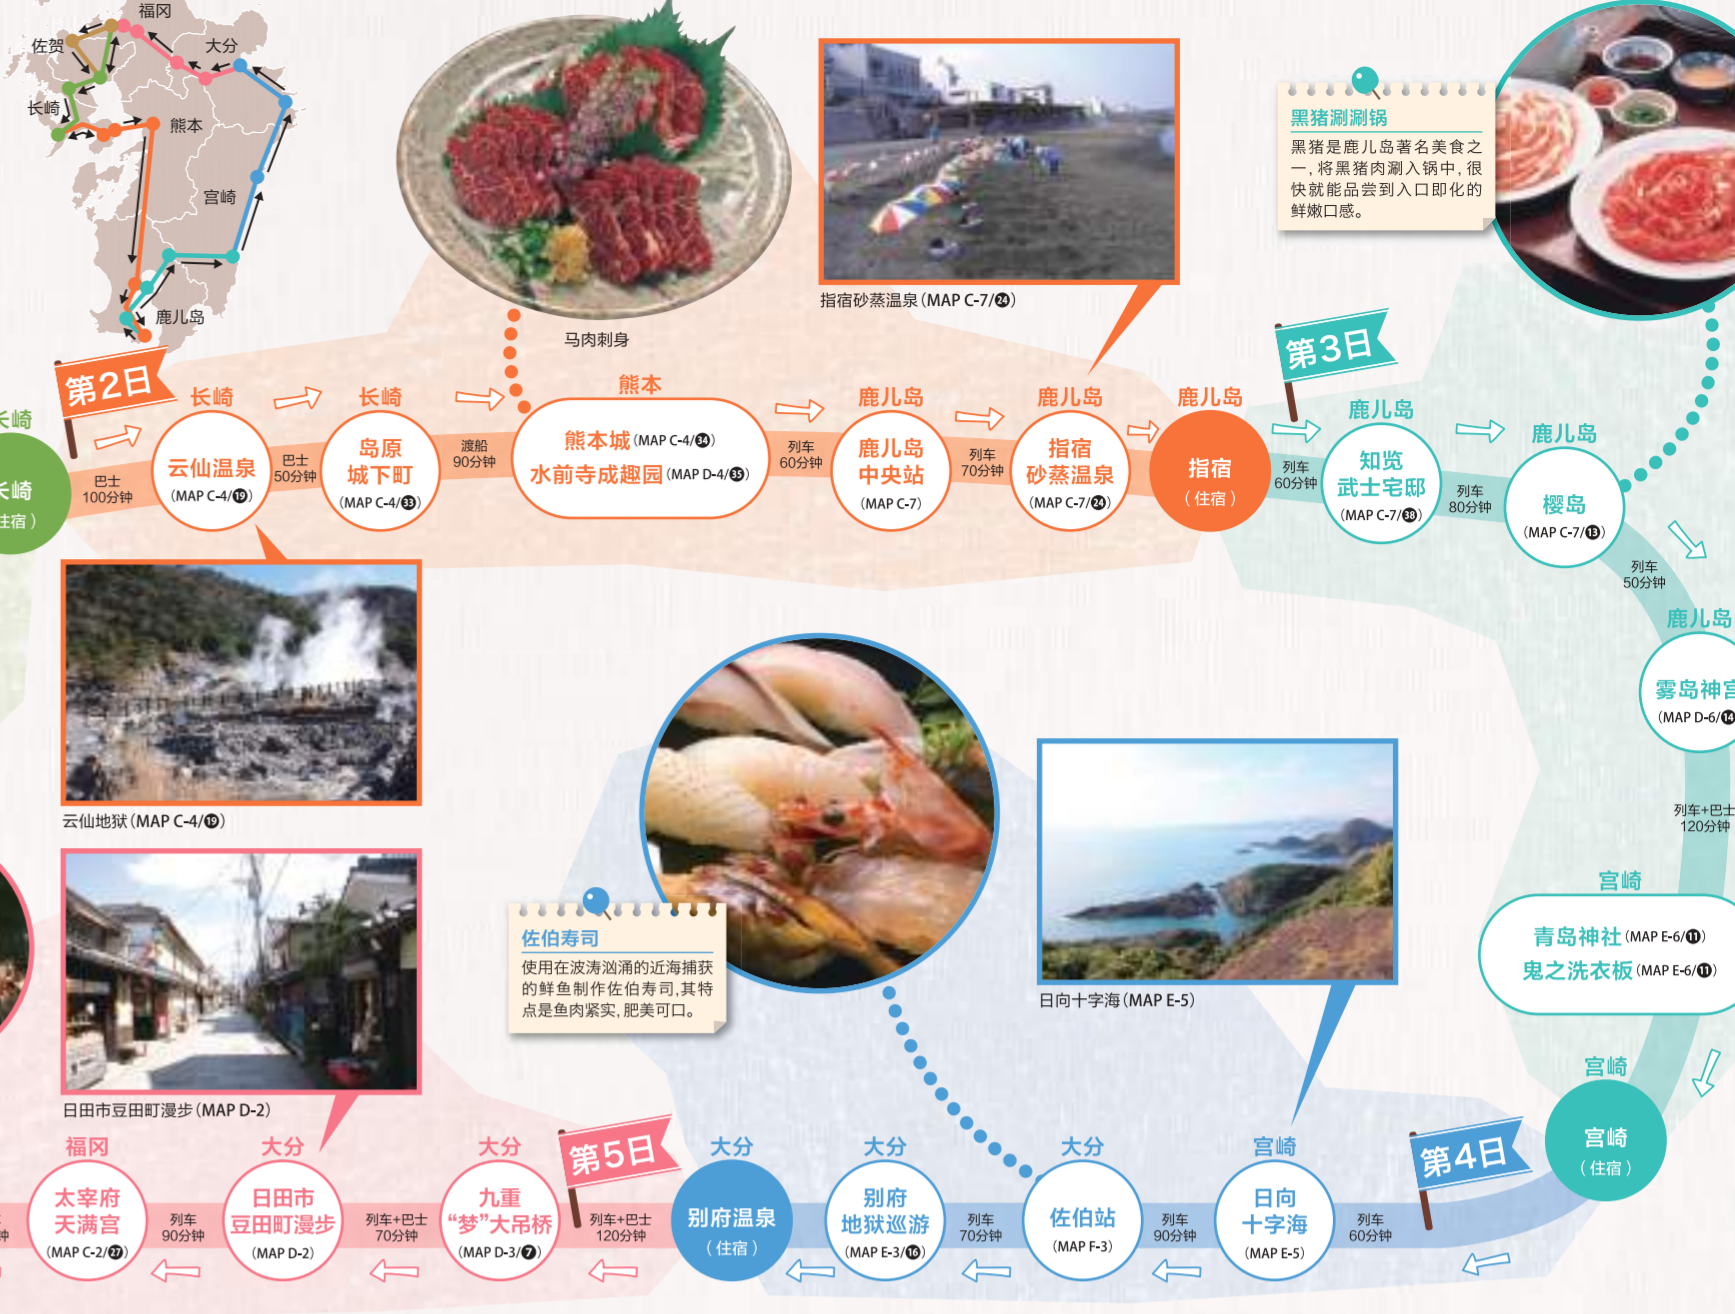 福冈
佐贺
大分
长崎
熊本
宫崎
鹿儿岛
马肉刺身
指宿砂蒸温泉(MAP C-7/㉔)
黑猪涮涮锅
黑猪是鹿儿岛著名美食之
一,将黑猪肉涮入锅中,很
快就能品尝到入口即化的
鲜嫩口感。
长崎
长崎
(住宿)
第2日
巴士
100分钟
长崎
云仙温泉
(MAP C-4/⑲)
巴士
50分钟
长崎
岛原
城下町
(MAP C-4/㉝)
渡船
90分钟
熊本
熊本城(MAP C-4/㉞)
水前寺成趣园(MAP D-4/㉟)
列车
60分钟
鹿儿岛
鹿儿岛
中央站
(MAP C-7)
列车
70分钟
鹿儿岛
指宿
砂蒸温泉
(MAP C-7/㉔)
鹿儿岛
指宿
(住宿)
第3日
列车
60分钟
鹿儿岛
知览
武士宅邸
(MAP C-7/㊳)
列车
80分钟
鹿儿岛
樱岛
(MAP C-7/⑬)
列车
50分钟
鹿儿岛
雾岛神宫
(MAP D-6/⑭
列车+巴士
120分钟
宫崎
青岛神社(MAP E-6/⑪)
鬼之洗衣板(MAP E-6/⑪)
宫崎
宫崎
(住宿)
云仙地狱(MAP C-4/⑲)
日田市豆田町漫步(MAP D-2)
佐伯寿司
使用在波涛汹涌的近海捕获
的鲜鱼制作佐伯寿司,其特
点是鱼肉紧实,肥美可口。
日向十字海(MAP E-5)
第4日
列车
60分钟
宫崎
日向
十字海
(MAP E-5)
列车
90分钟
大分
佐伯站
(MAP F-3)
列车
70分钟
大分
别府
地狱巡游
(MAP E-3/⑯)
大分
别府温泉
(住宿)
第5日
列车+巴士
120分钟
大分
九重
“梦”大吊桥
(MAP D-3/❼)
列车+巴士
70分钟
大分
日田市
豆田町漫步
(MAP D-2)
列车
90分钟
福冈
太宰府
天满宫
(MAP C-2/㉗)
钟